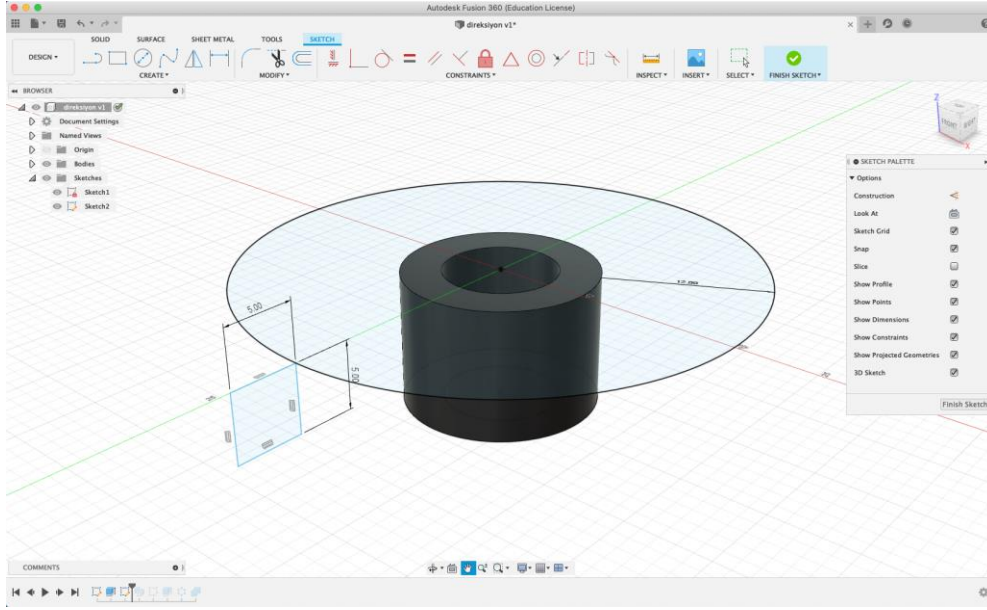 Autodesk Fusion 360 (Education License)
direksiyon v1*
SOLID SURFACE SHEET METAL TOOLS SKETCH
DESIGN
CREATE MODIFY CONSTRAINTS INSPECT INSERT SELECT FINISH SKETCH
BROWSER
direksiyon v1
Document Settings
Named Views
Origin
Bodies
Sketches
Sketch1
Sketch2
Z
FRONT RIGHT
X
SKETCH PALETTE
Options
Construction
Look At
Sketch Grid
Snap
Slice
Show Profile
Show Points
Show Dimensions
Show Constraints
Show Projected Geometries
3D Sketch
Finish Sketch
5.00
5.00
COMMENTS